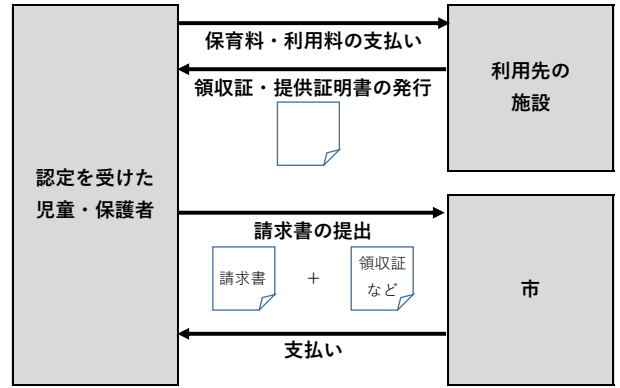 保育料・利用料の支払い
領収証・提供証明書の発行
利用先の
施設
認定を受けた
児童・保護者
請求書の提出
請求書
+
領収証
など
市
支払い